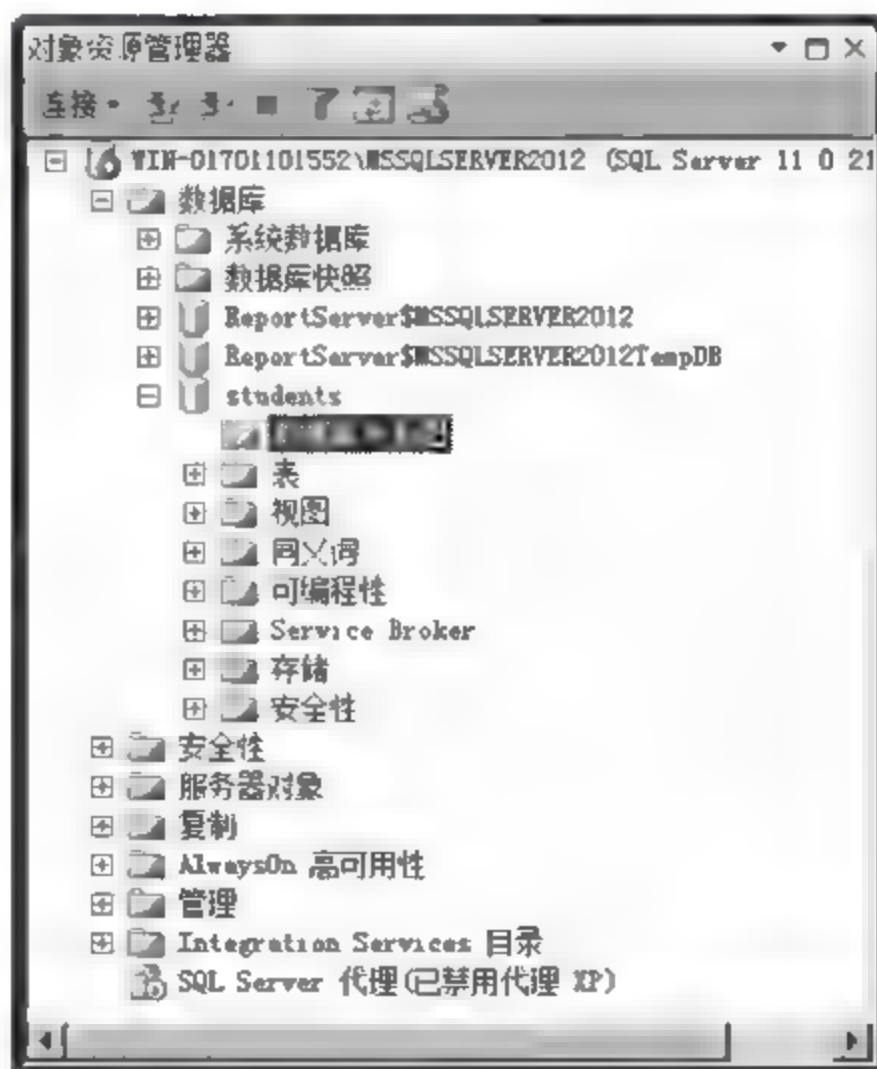 对象资源管理器
连接
WIN-01701101552\MSSQLSERVER2012 (SQL Server 11 0 21
数据库
系统数据库
数据库快照
ReportServer$MSSQLSERVER2012
ReportServer$MSSQLSERVER2012TempDB
students
表
视图
同义词
可编程性
Service Broker
存储
安全性
安全性
服务器对象
复制
AlwaysOn 高可用性
管理
Integration Services 目录
SQL Server 代理(已禁用代理 XP)